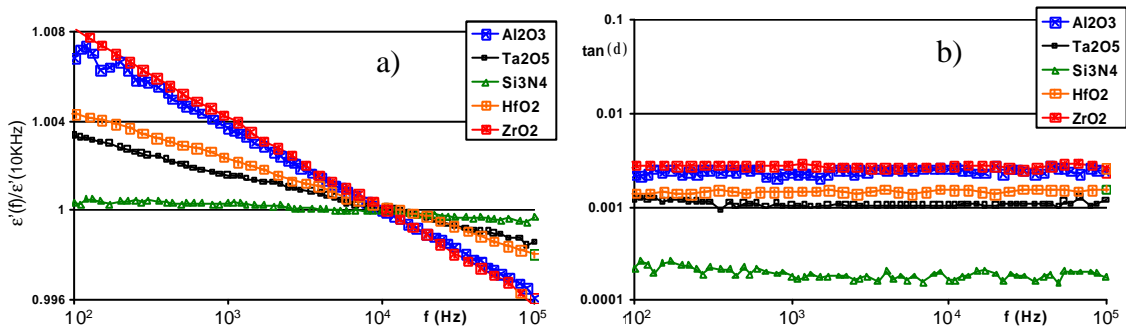 1.008
1.004
1
0.996
ε'(f)/ε'(10KHz)
a)
Al2O3
Ta2O5
Si3N4
HfO2
ZrO2
10² 10³ 10⁴ f (Hz) 10⁵
0.1
0.01
0.001
0.0001
tan(d)
b)
Al2O3
Ta2O5
Si3N4
HfO2
ZrO2
10² 10³ 10⁴ f (Hz) 10⁵